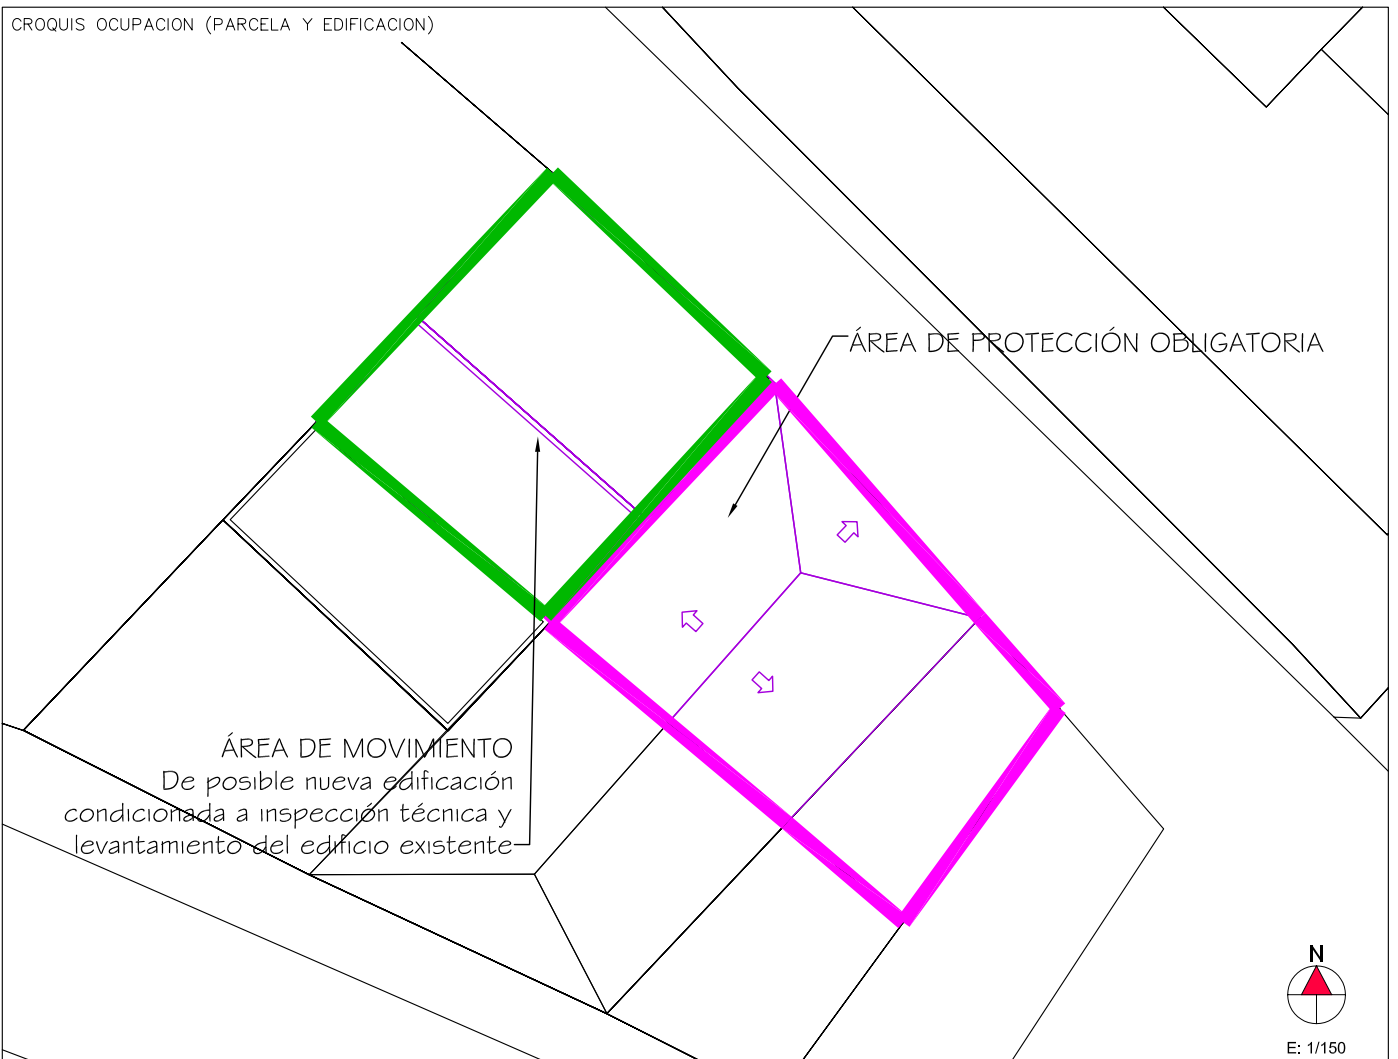 CROQUIS OCUPACION (PARCELA Y EDIFICACION)
ÁREA DE PROTECCIÓN OBLIGATORIA
ÁREA DE MOVIMIENTO
De posible nueva edificación
condicionada a inspección técnica y
levantamiento del edificio existente
N
E: 1/150